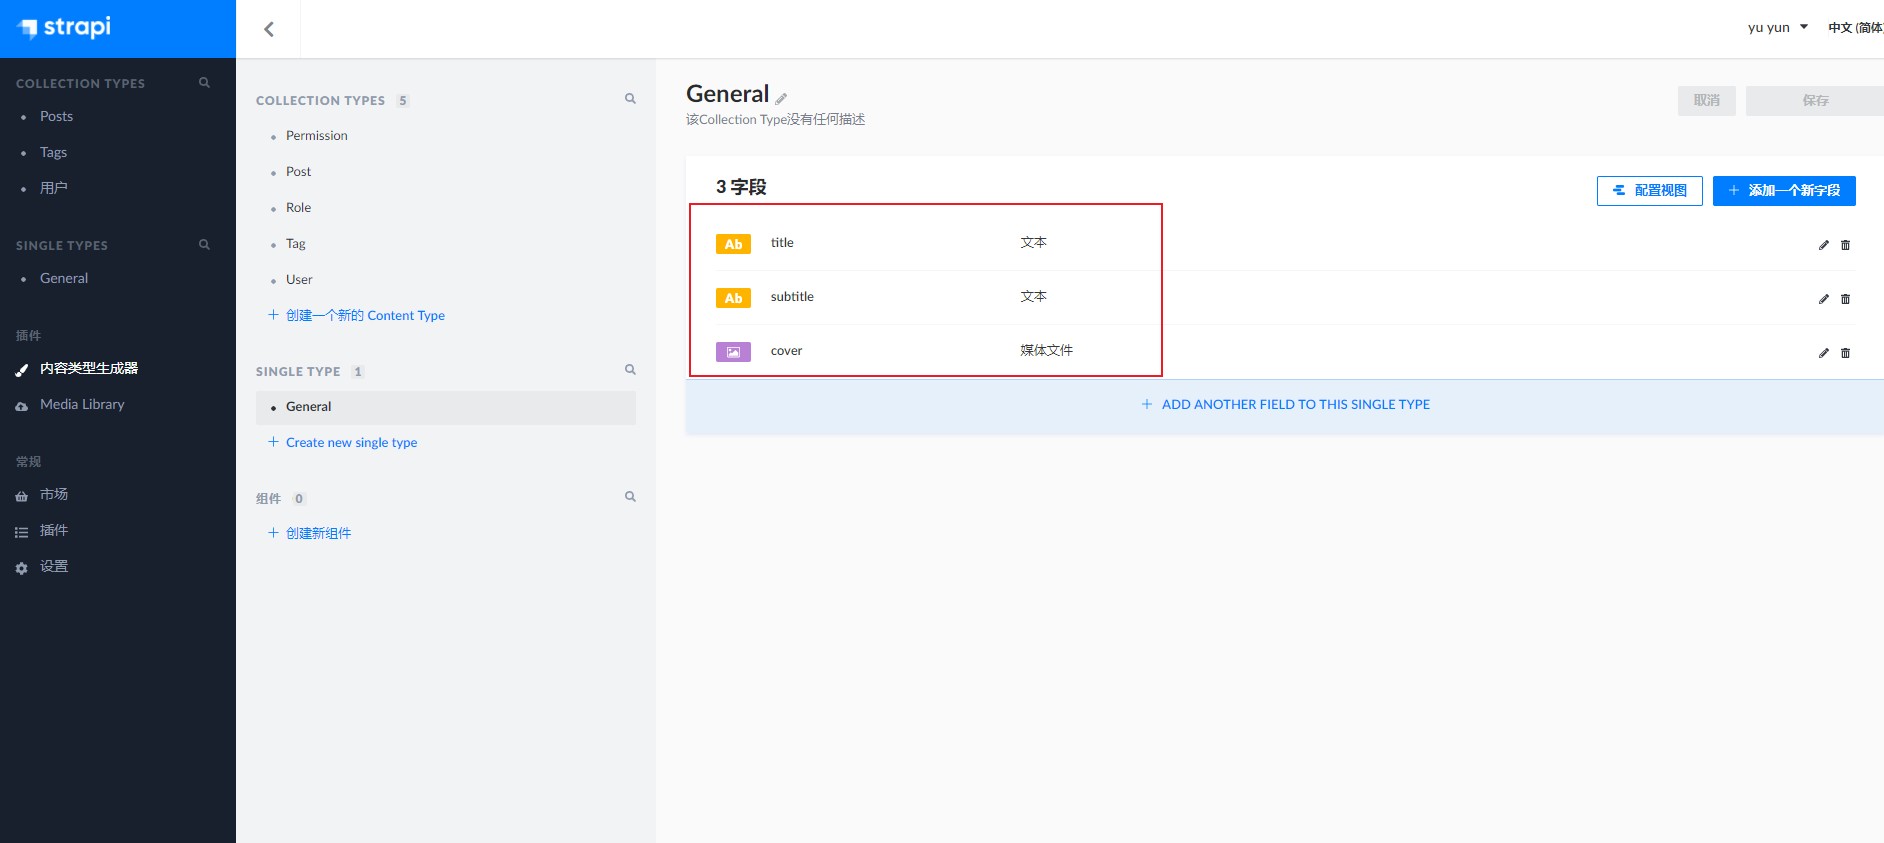 strapi
yu yun
中文 (简体
COLLECTION TYPES
Posts
Tags
用户
SINGLE TYPES
General
插件
内容类型生成器
Media Library
常规
市场
插件
设置
COLLECTION TYPES 5
Permission
Post
Role
Tag
User
+ 创建一个新的 Content Type
SINGLE TYPE 1
General
+ Create new single type
组件 0
+ 创建新组件
General
该Collection Type没有任何描述
取消
保存
3 字段
配置视图
+ 添加一个新字段
Ab title 文本
Ab subtitle 文本
cover 媒体文件
+ ADD ANOTHER FIELD TO THIS SINGLE TYPE